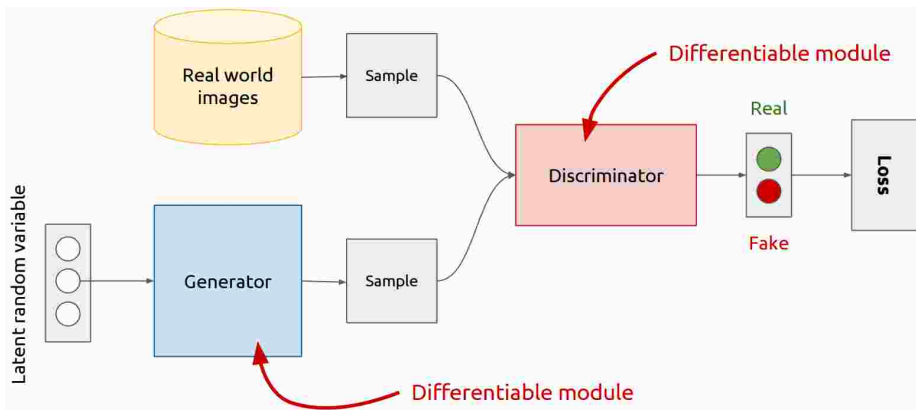 Real world
images
Sample
Differentiable module
Real
Discriminator
Loss
Fake
Latent random variable
Generator
Sample
Differentiable module